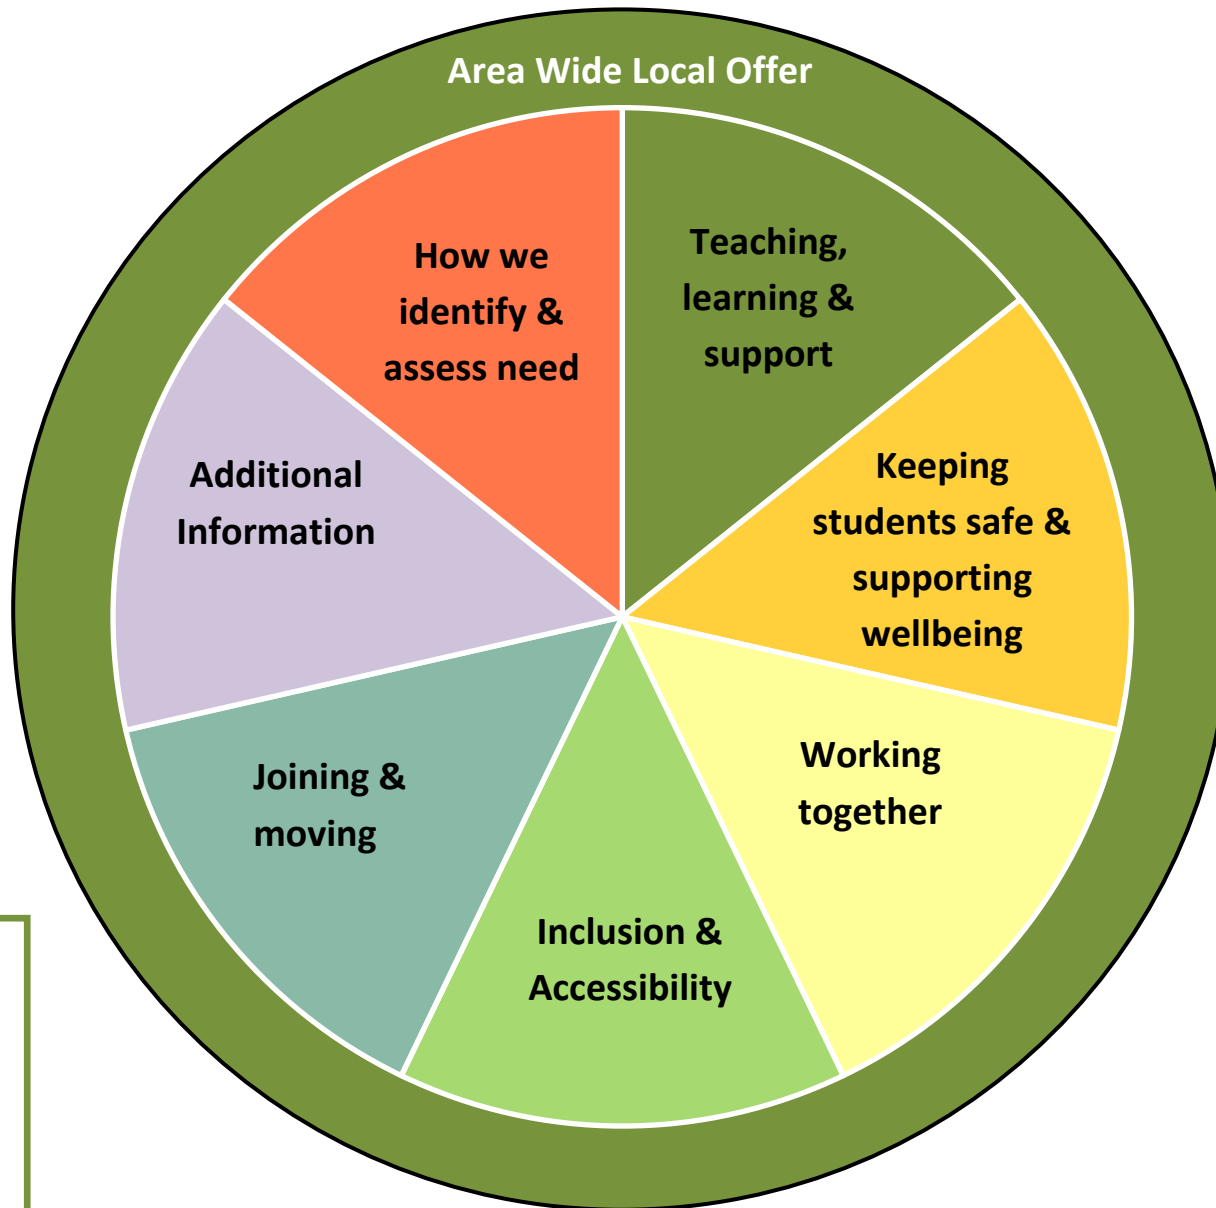 Area Wide Local Offer
How we
identify &
assess need
Teaching,
learning &
support
Keeping
students safe &
supporting
wellbeing
Working
together
Inclusion &
Accessibility
Joining &
moving
Additional
Information